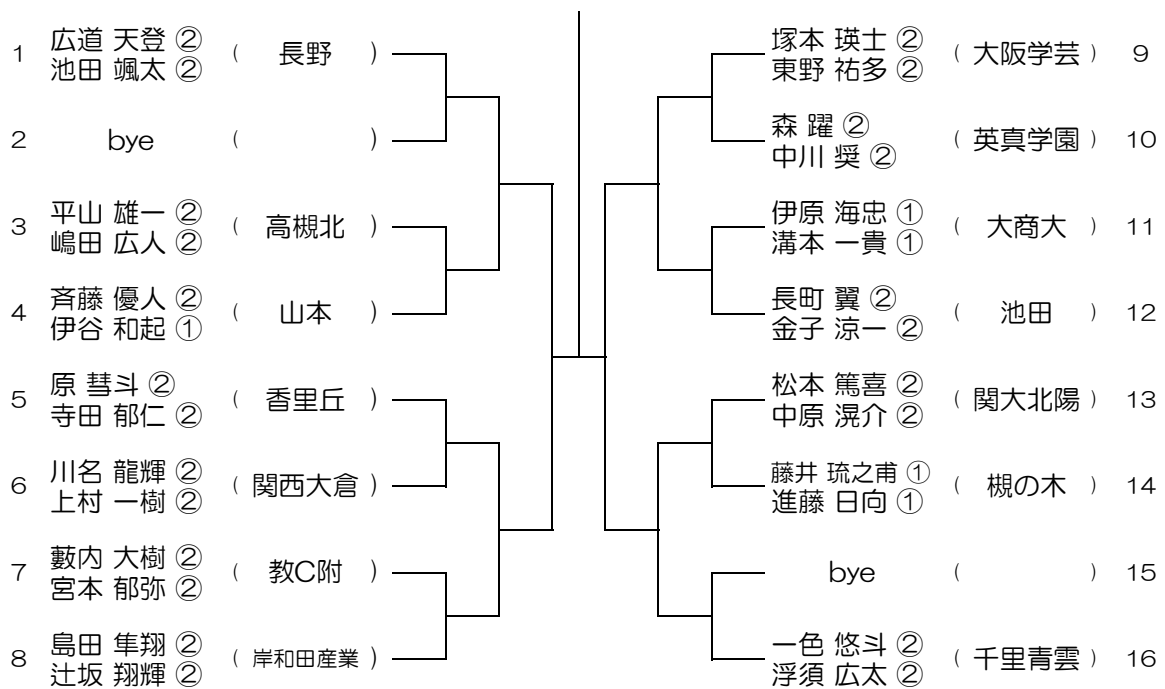 1 広道 天登 ② ( 長野 )
池田 颯太 ②
2 bye ( )
3 平山 雄一 ② ( 高槻北 )
嶋田 広人 ②
4 斉藤 優人 ② ( 山本 )
伊谷 和起 ①
5 原 彗斗 ② ( 香里丘 )
寺田 郁仁 ②
6 川名 龍輝 ② ( 関西大倉 )
上村 一樹 ②
7 藪内 大樹 ② ( 教C附 )
宮本 郁弥 ②
8 島田 隼翔 ② ( 岸和田産業 )
辻坂 翔輝 ②
塚本 瑛士 ② ( 大阪学芸 ) 9
東野 祐多 ②
森 躍 ② ( 英真学園 ) 10
中川 奨 ②
伊原 海忠 ① ( 大商大 ) 11
溝本 一貴 ①
長町 翼 ② ( 池田 ) 12
金子 涼一 ②
松本 篤喜 ② ( 関大北陽 ) 13
中原 滉介 ②
藤井 琉之甫 ① ( 槻の木 ) 14
進藤 日向 ①
bye ( ) 15
一色 悠斗 ② ( 千里青雲 ) 16
浮須 広太 ②